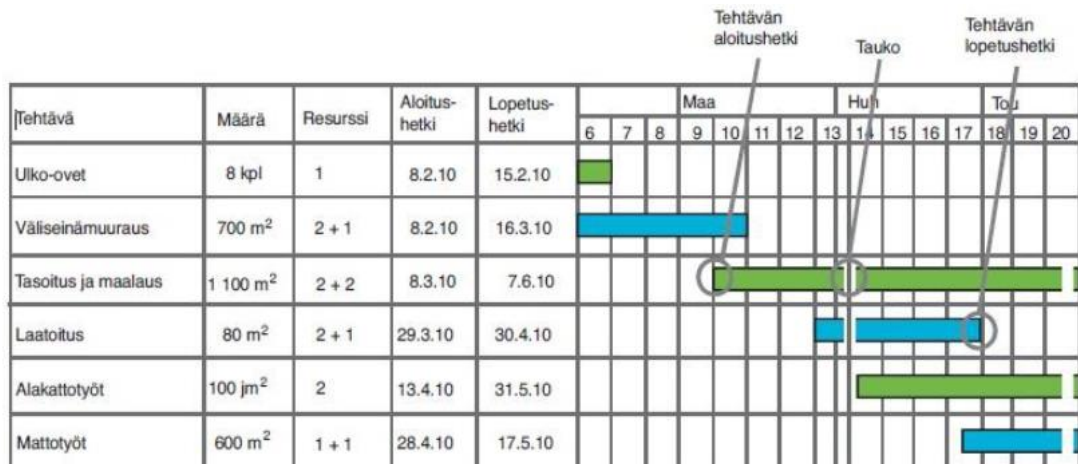 Tehtävän
aloitushetki
Tauko
Tehtävän
lopetushetki
Tehtävä Määrä Resurssi Aloitus-
hetki Lopetus-
hetki Maa Huh Tou
6 7 8 9 10 11 12 13 14 15 16 17 18 19 20
Ulko-ovet 8 kpl 1 8.2.10 15.2.10
Väliseinämuuraus 700 m² 2 + 1 8.2.10 16.3.10
Tasoitus ja maalaus 1 100 m² 2 + 2 8.3.10 7.6.10
Laatoitus 80 m² 2 + 1 29.3.10 30.4.10
Alakattotyöt 100 jm² 2 13.4.10 31.5.10
Mattotyöt 600 m² 1 + 1 28.4.10 17.5.10